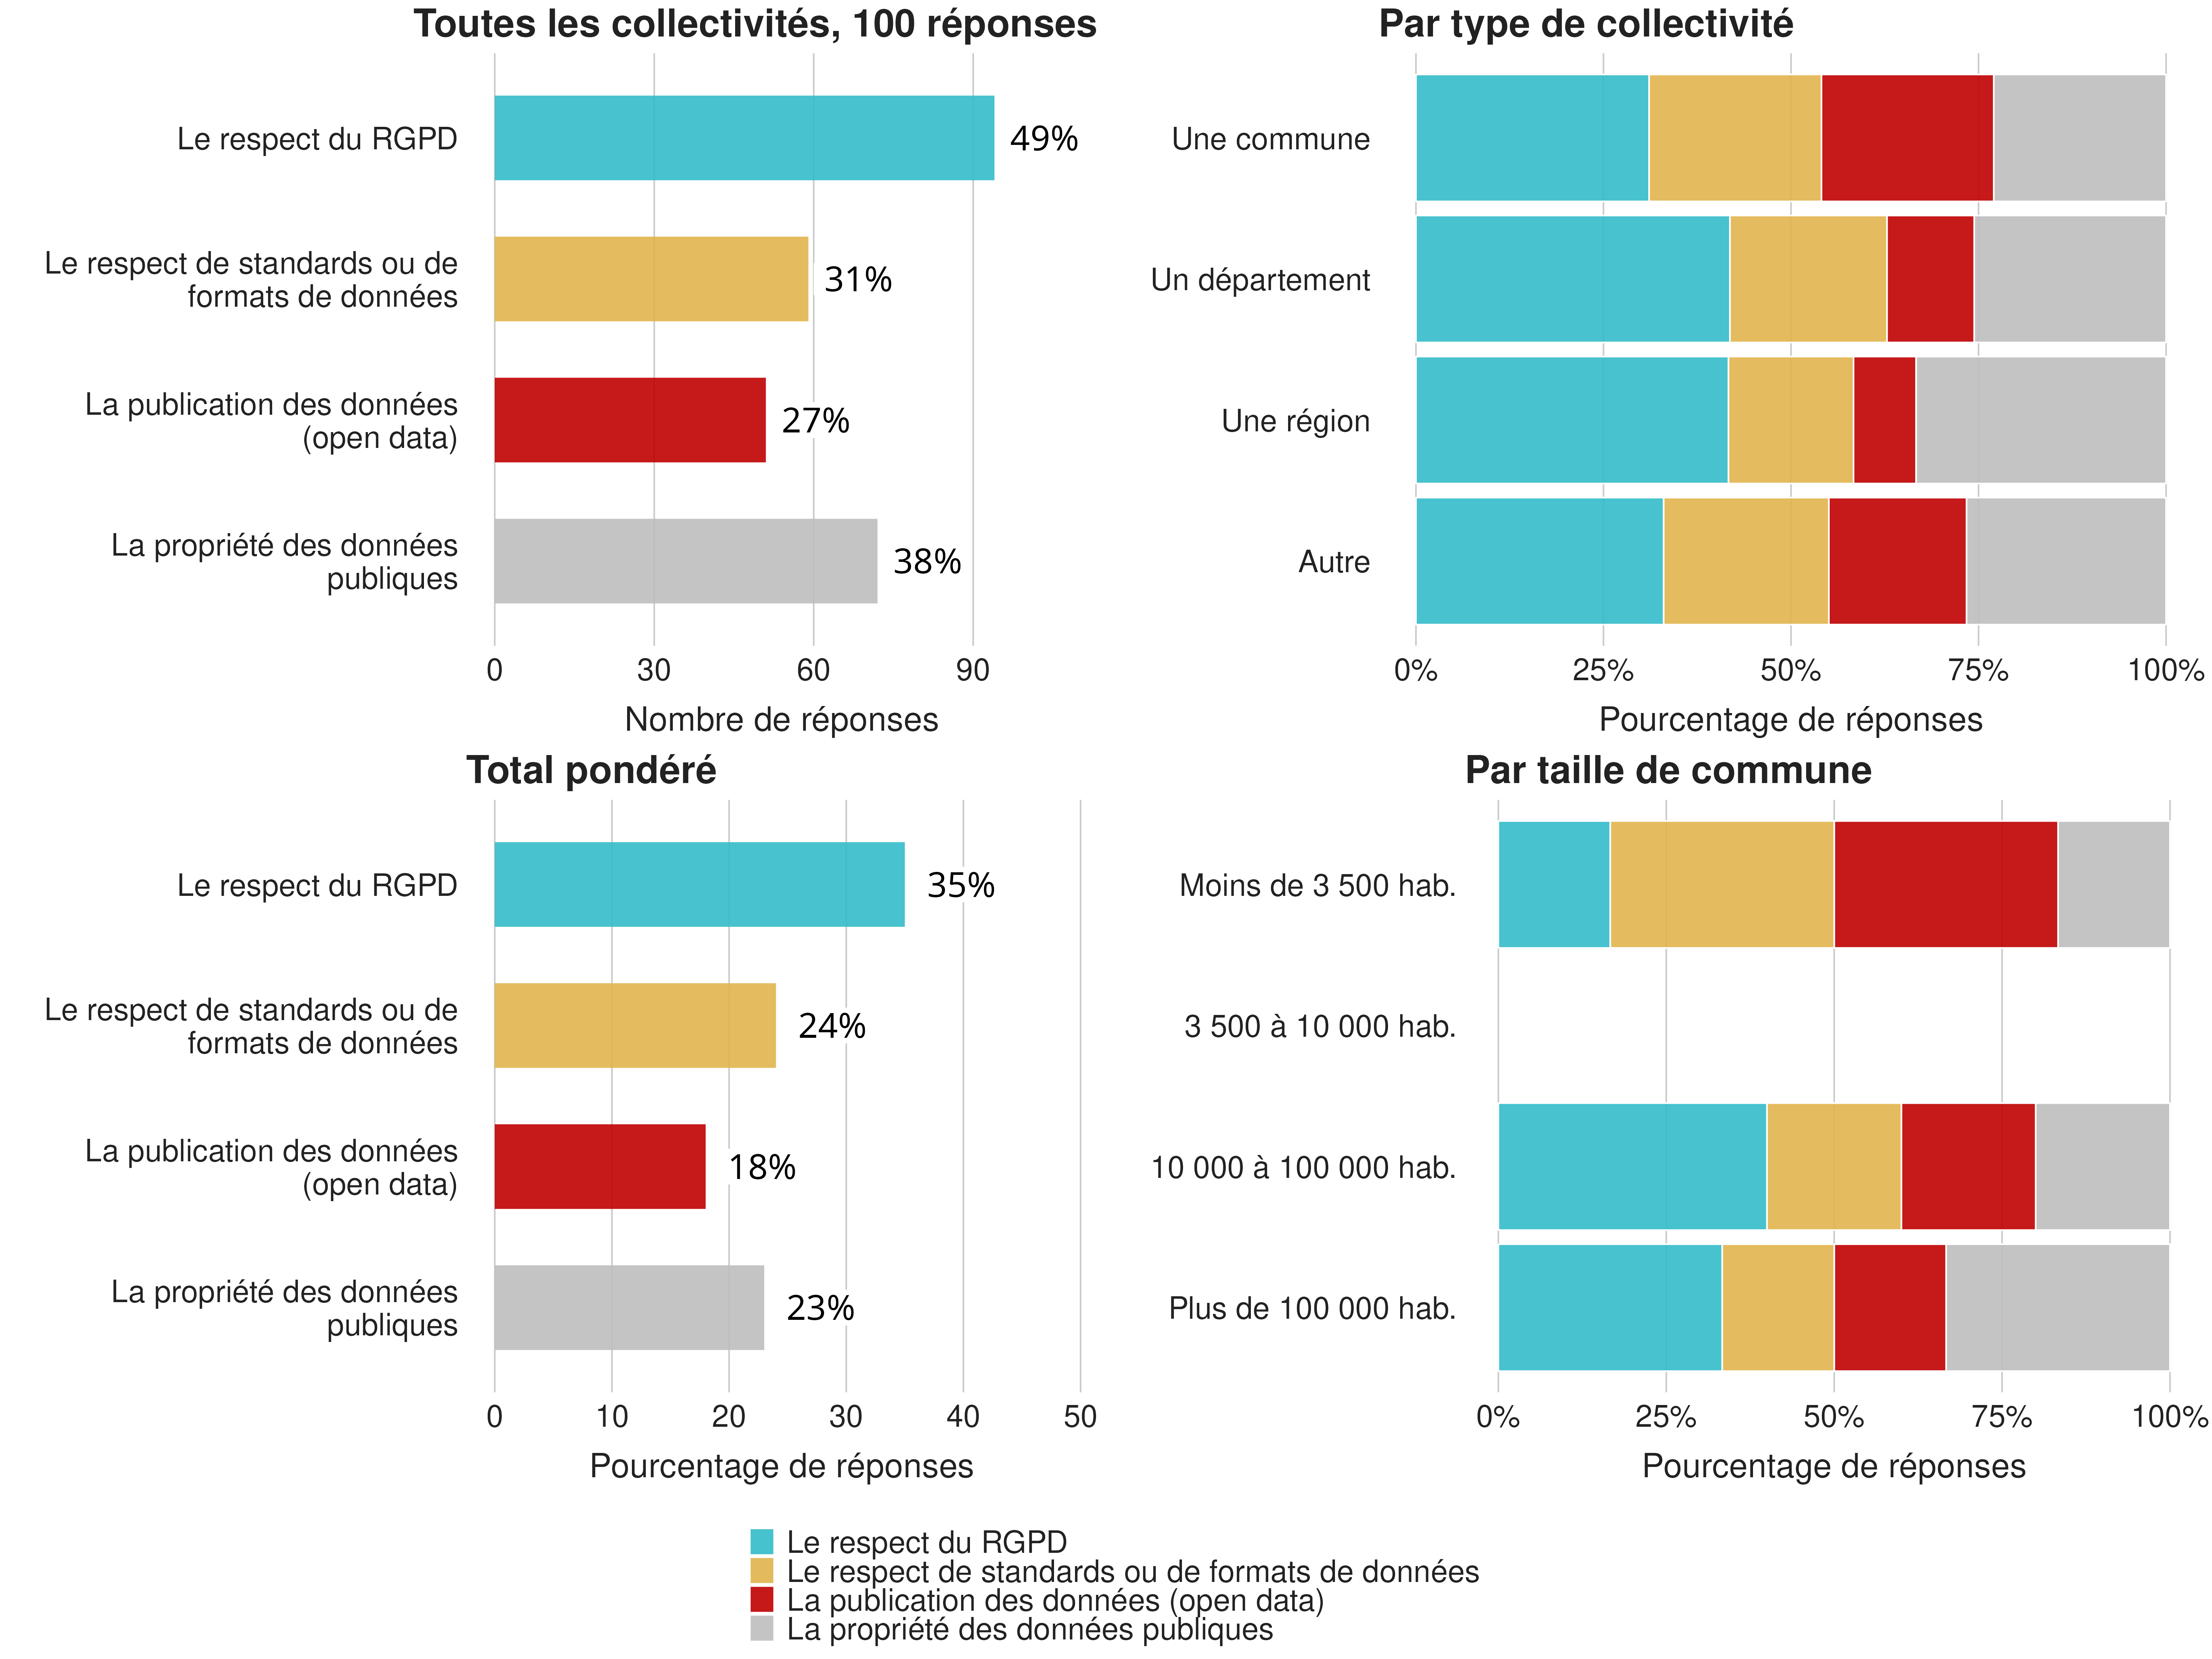 Toutes les collectivités, 100 réponses
Le respect du RGPD
49%
Le respect de standards ou de
formats de données
31%
La publication des données
(open data)
27%
La propriété des données
publiques
38%
0 30 60 90
Nombre de réponses
Par type de collectivité
Une commune
Un département
Une région
Autre
0% 25% 50% 75% 100%
Pourcentage de réponses
Total pondéré
Le respect du RGPD
35%
Le respect de standards ou de
formats de données
24%
La publication des données
(open data)
18%
La propriété des données
publiques
23%
0 10 20 30 40 50
Pourcentage de réponses
Par taille de commune
Moins de 3 500 hab.
3 500 à 10 000 hab.
10 000 à 100 000 hab.
Plus de 100 000 hab.
0% 25% 50% 75% 100%
Pourcentage de réponses
Le respect du RGPD
Le respect de standards ou de formats de données
La publication des données (open data)
La propriété des données publiques